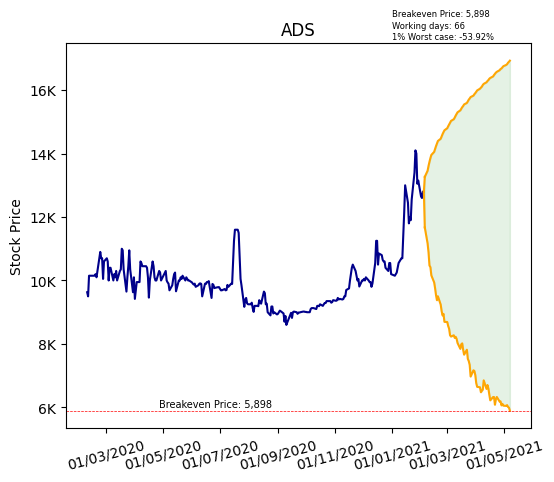 Breakeven Price: 5,898
Working days: 66
1% Worst case: -53.92%
ADS
Stock Price
16K
14K
12K
10K
8K
6K
Breakeven Price: 5,898
01/03/2020
01/05/2020
01/07/2020
01/09/2020
01/11/2020
01/01/2021
01/03/2021
01/05/2021